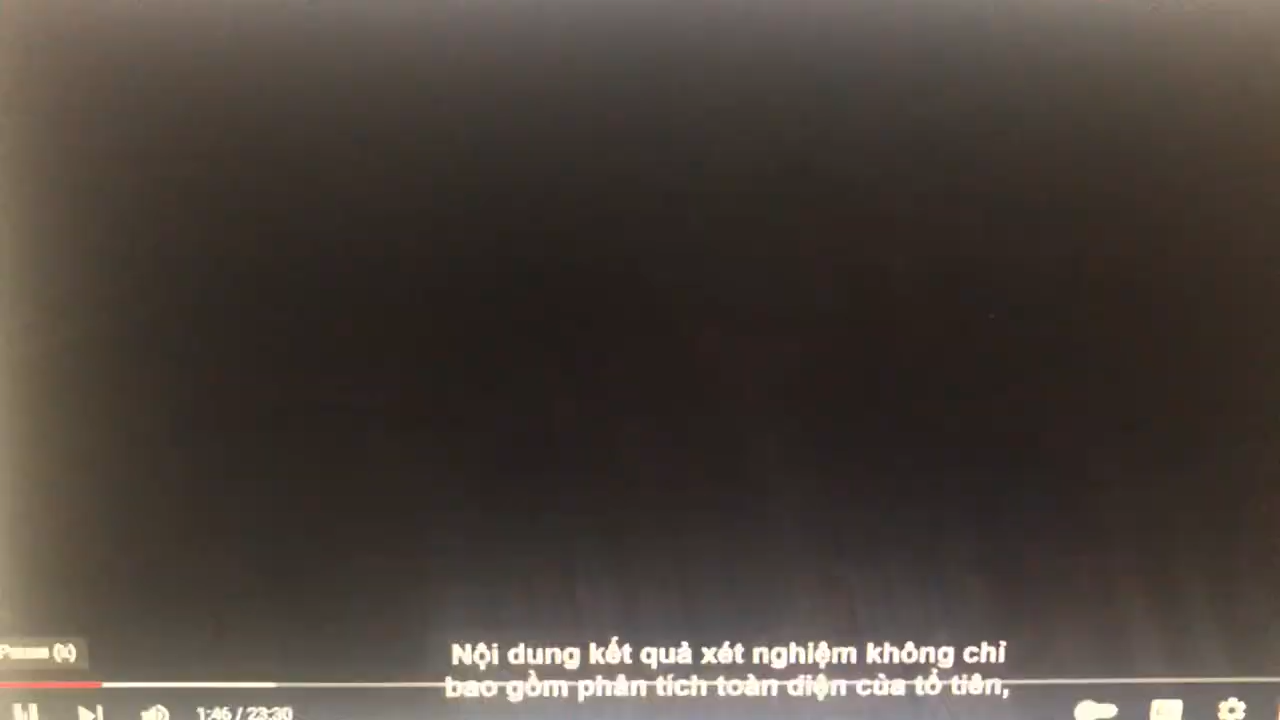 Nội dung kết quả xét nghiệm không chỉ
bao gồm phân tích toàn diện của tổ tiên,
Pause (k)
1:46 / 23:30